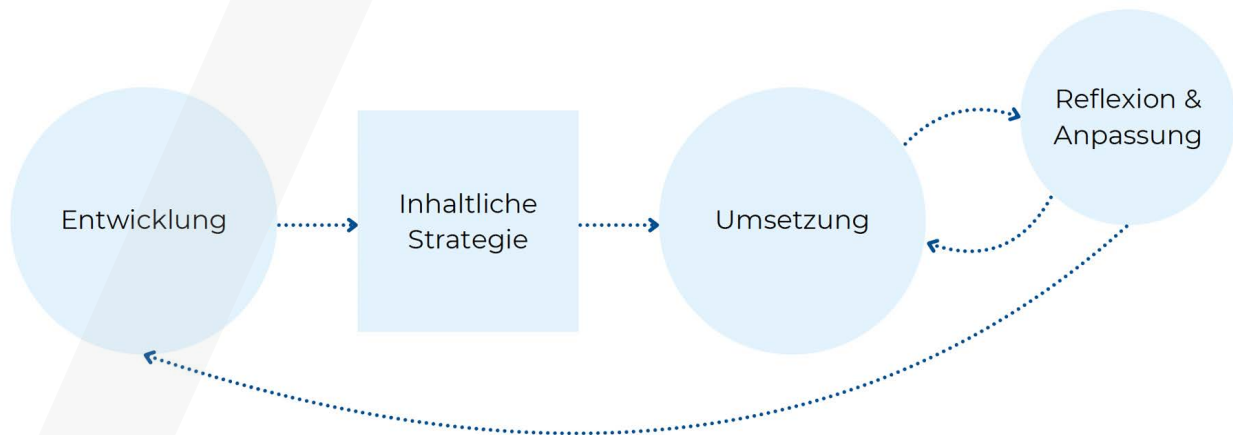 Entwicklung
Inhaltliche
Strategie
Umsetzung
Reflexion &
Anpassung